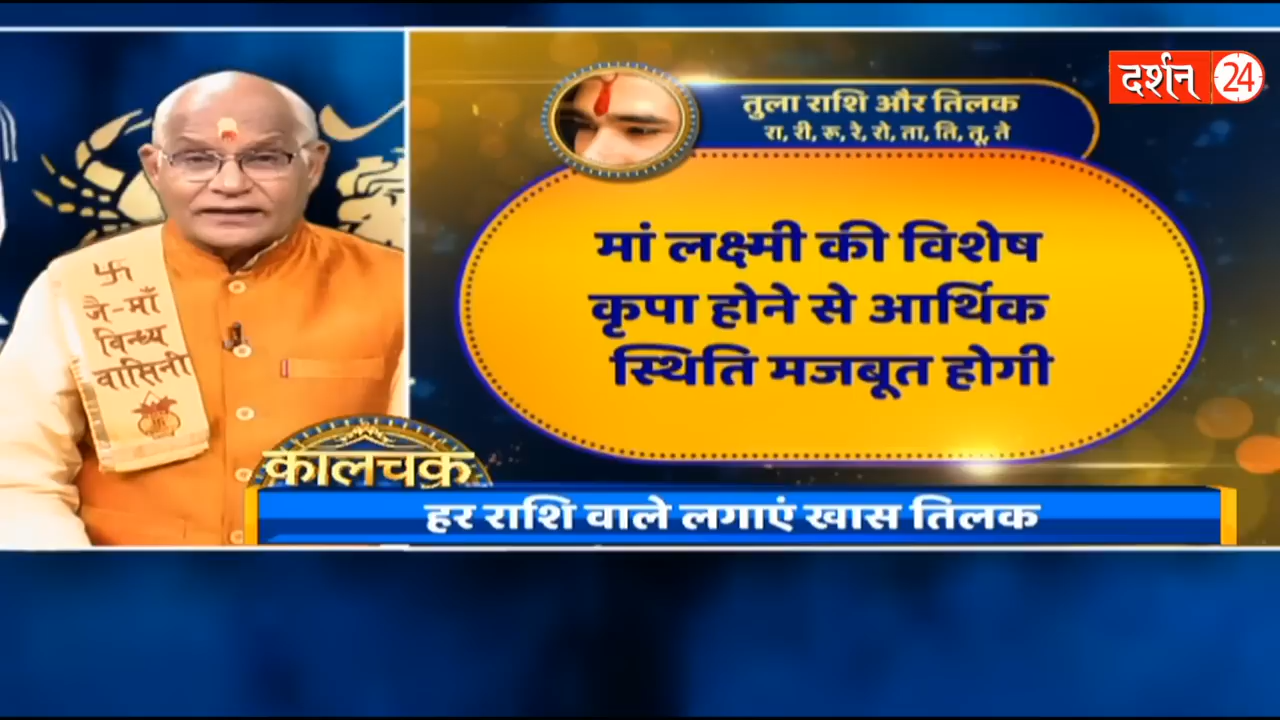 दर्शन 24
तुला राशि और तिलक
रा, री, रू, रे, रो, ता, ति, तू, ते
मां लक्ष्मी की विशेष
कृपा होने से आर्थिक
स्थिति मजबूत होगी
जै-माँ
विन्ध्य
वासिनी
कालचक्र
हर राशि वाले लगाएं खास तिलक